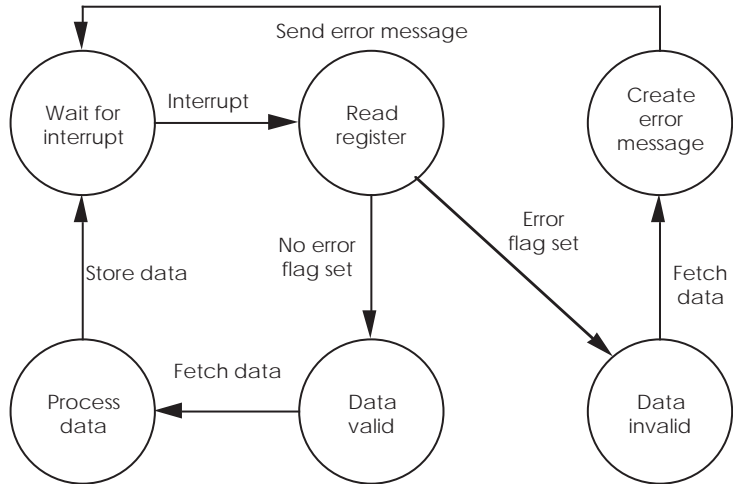 Send error message
Wait for
interrupt
Interrupt
Read
register
Create
error
message
No error
flag set
Error
flag set
Store data
Fetch
data
Fetch data
Process
data
Data
valid
Data
invalid